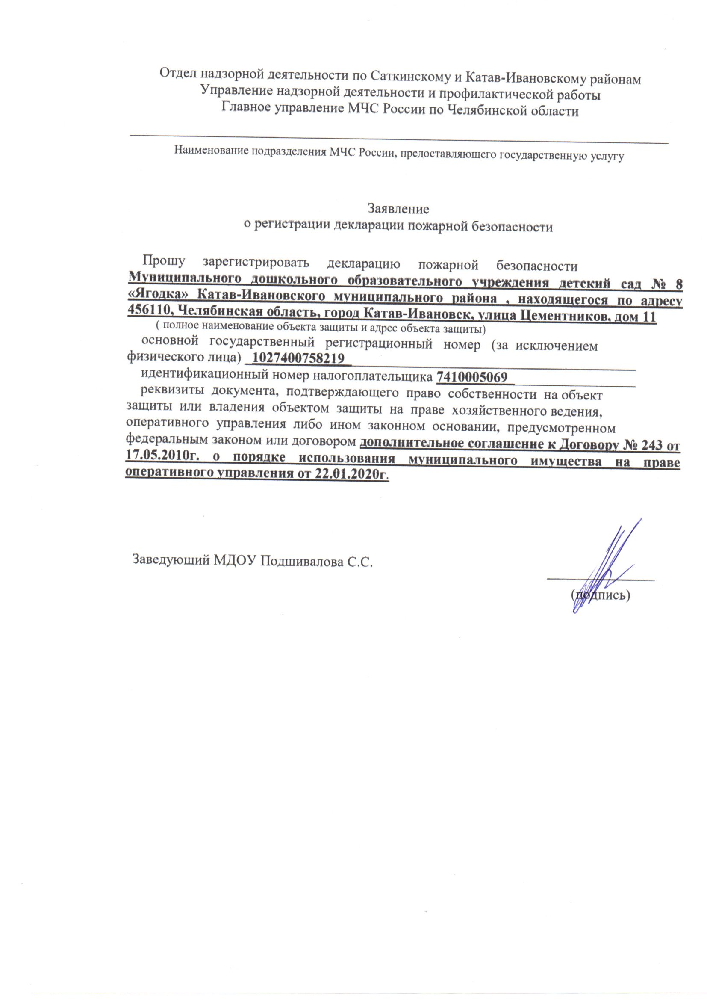 Отдел надзорной деятельности по Саткинскому и Катав-Ивановскому районам
Управление надзорной деятельности и профилактической работы
Главное управление МЧС России по Челябинской области
Наименование подразделения МЧС России, предоставляющего государственную услугу
Заявление
о регистрации декларации пожарной безопасности
Прошу зарегистрировать декларацию пожарной безопасности
Муниципального дошкольного образовательного учреждения детский сад № 8
«Ягодка» Катав-Ивановского муниципального района , находящегося по адресу
456110, Челябинская область, город Катав-Ивановск, улица Цементников, дом 11
( полное наименование объекта защиты и адрес объекта защиты)
основной государственный регистрационный номер (за исключением
физического лица) 1027400758219
идентификационный номер налогоплательщика 7410005069
реквизиты документа, подтверждающего право собственности на объект
защиты или владения объектом защиты на праве хозяйственного ведения,
оперативного управления либо ином законном основании, предусмотренном
федеральным законом или договором дополнительное соглашение к Договору № 243 от
17.05.2010г. о порядке использования муниципального имущества на праве
оперативного управления от 22.01.2020г.
Заведующий МДОУ Подшивалова С.С.
(подпись)